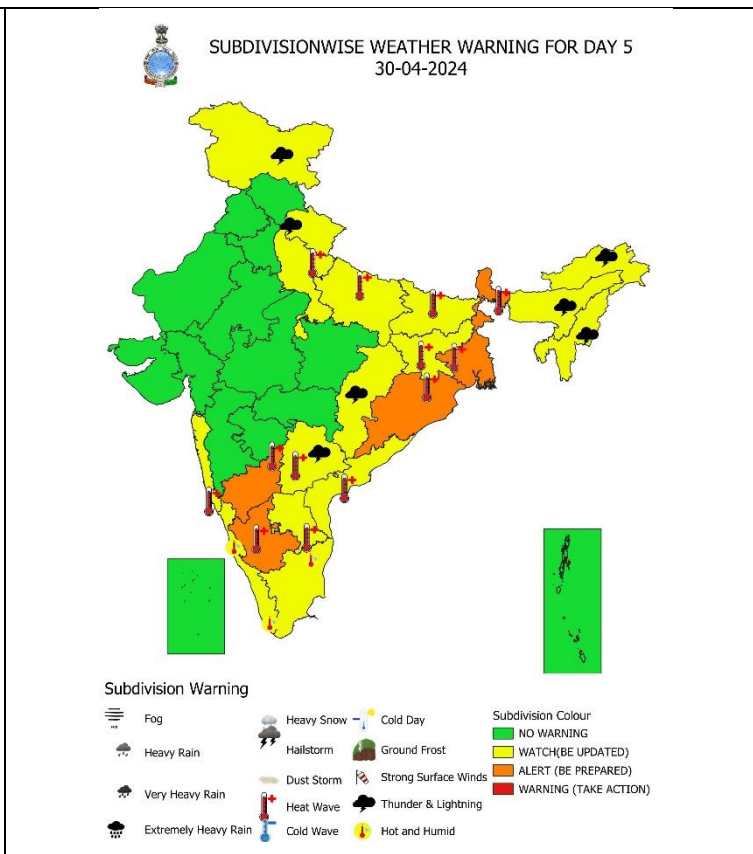 SUBDIVISIONWISE WEATHER WARNING FOR DAY 5
30-04-2024
Subdivision Warning
Fog
Heavy Rain
Very Heavy Rain
Extremely Heavy Rain
Heavy Snow
Hailstorm
Dust Storm
Heat Wave
Cold Wave
Cold Day
Ground Frost
Strong Surface Winds
Thunder & Lightning
Hot and Humid
Subdivision Colour
NO WARNING
WATCH(BE UPDATED)
ALERT (BE PREPARED)
WARNING (TAKE ACTION)